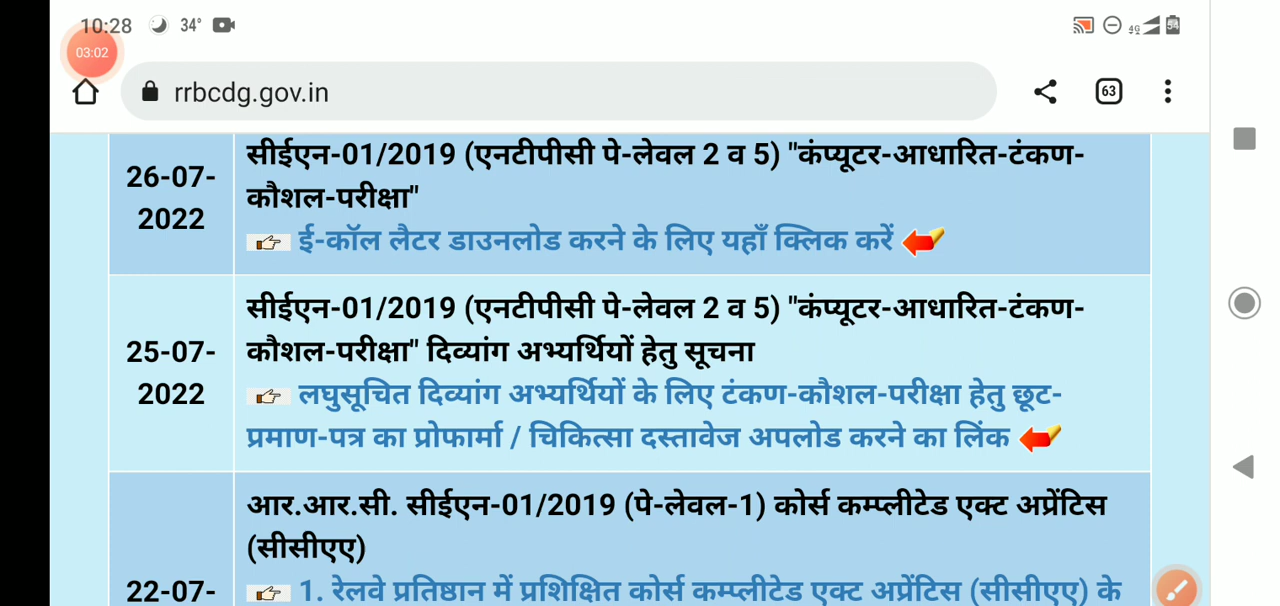 10:28 34°
4G 54
03:02
rrbcdg.gov.in 63
26-07-
2022
सीईएन-01/2019 (एनटीपीसी पे-लेवल 2 व 5) "कंप्यूटर-आधारित-टंकण-
कौशल-परीक्षा"
ई-कॉल लैटर डाउनलोड करने के लिए यहाँ क्लिक करें
25-07-
2022
सीईएन-01/2019 (एनटीपीसी पे-लेवल 2 व 5) "कंप्यूटर-आधारित-टंकण-
कौशल-परीक्षा" दिव्यांग अभ्यर्थियों हेतु सूचना
लघुसूचित दिव्यांग अभ्यर्थियों के लिए टंकण-कौशल-परीक्षा हेतु छूट-
प्रमाण-पत्र का प्रोफार्मा / चिकित्सा दस्तावेज अपलोड करने का लिंक
22-07-
आर.आर.सी. सीईएन-01/2019 (पे-लेवल-1) कोर्स कम्प्लीटेड एक्ट अप्रेंटिस
(सीसीएए)
1. रेलवे प्रतिष्ठान में प्रशिक्षित कोर्स कम्प्लीटेड एक्ट अप्रेंटिस (सीसीएए) के